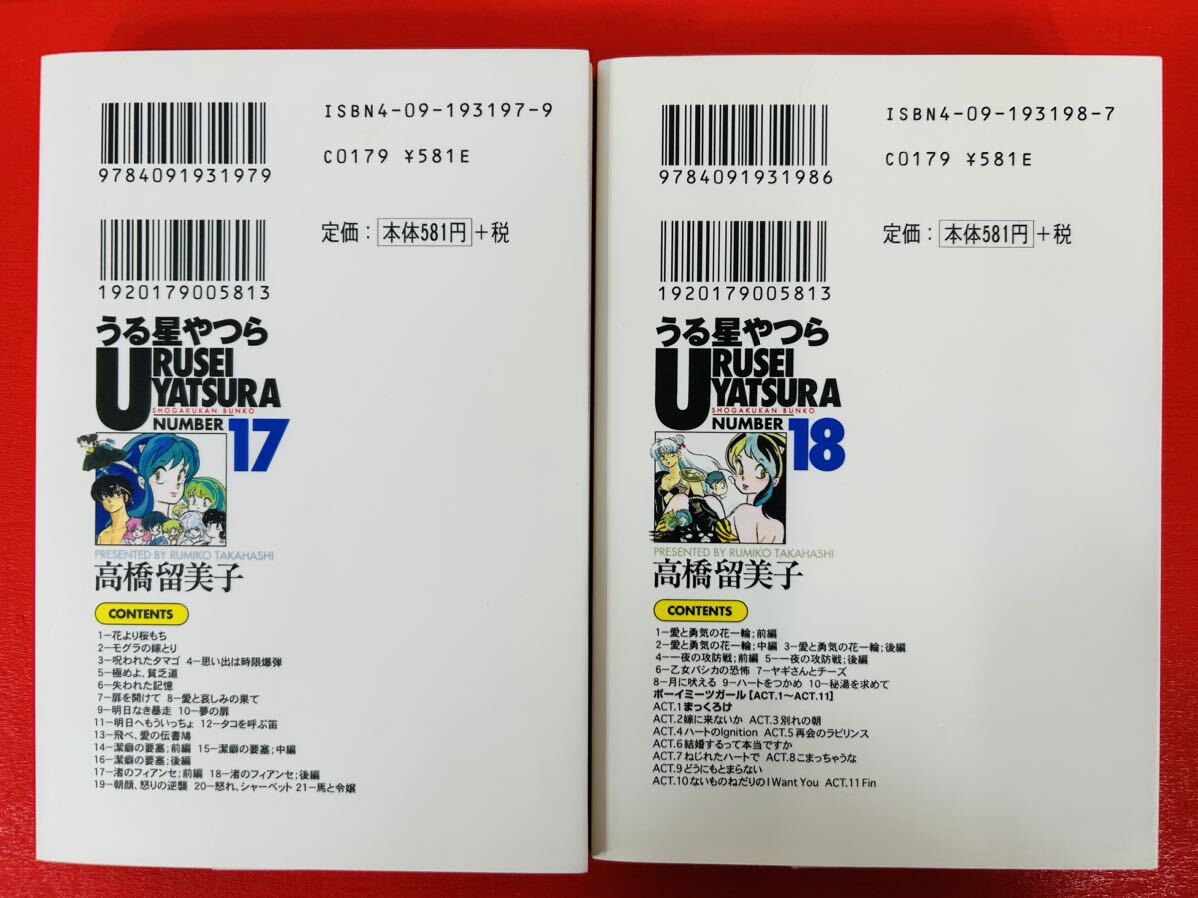 ISBN4-09-193197-9
9784091931979
C0179 ¥581E
定価：本体581円+税
1920179005813
うる星やつら
URUSEI
YATSURA
SHOGAKUKAN BUNKO
NUMBER 17
PRESENTED BY RUMIKO TAKAHASHI
高橋留美子
CONTENTS
1−花より桜もち
2−モグラの嫁とり
3−呪われたタマゴ 4−思い出は時限爆弾
5−極めよ、貧乏道
6−失われた記憶
7−扉を開けて 8−愛と哀しみの果て
9−明日なき暴走 10−夢の扉
11−明日へもういっちょ 12−タコを呼ぶ笛
13−飛べ、愛の伝書鳩
14−潔癖の要塞；前編 15−潔癖の要塞；中編
16−潔癖の要塞；後編
17−渚のフィアンセ；前編 18−渚のフィアンセ；後編
19−朝顔、怒りの逆襲 20−怒れ、シャーベット 21−馬と令嬢
ISBN4-09-193198-7
9784091931986
C0179 ¥581E
定価：本体581円+税
1920179005813
うる星やつら
URUSEI
YATSURA
SHOGAKUKAN BUNKO
NUMBER 18
PRESENTED BY RUMIKO TAKAHASHI
高橋留美子
CONTENTS
1−愛と勇気の花一輪；前編
2−愛と勇気の花一輪；中編 3−愛と勇気の花一輪；後編
4−一夜の攻防戦；前編 5−一夜の攻防戦；後編
6−乙女バシカの恐怖 7−ヤギさんとチーズ
8−月に吠える 9−ハートをつかめ 10−秘湯を求めて
ボーイミーツガール【ACT.1〜ACT.11】
ACT.1まっくろけ
ACT.2嫁に来ないか ACT.3別れの朝
ACT.4ハートのIgnition ACT.5再会のラビリンス
ACT.6結婚するって本当ですか
ACT.7ねじれたハートで ACT.8こまっちゃうな
ACT.9どうにもとまらない
ACT.10ないものねだりのI Want You ACT.11Fin